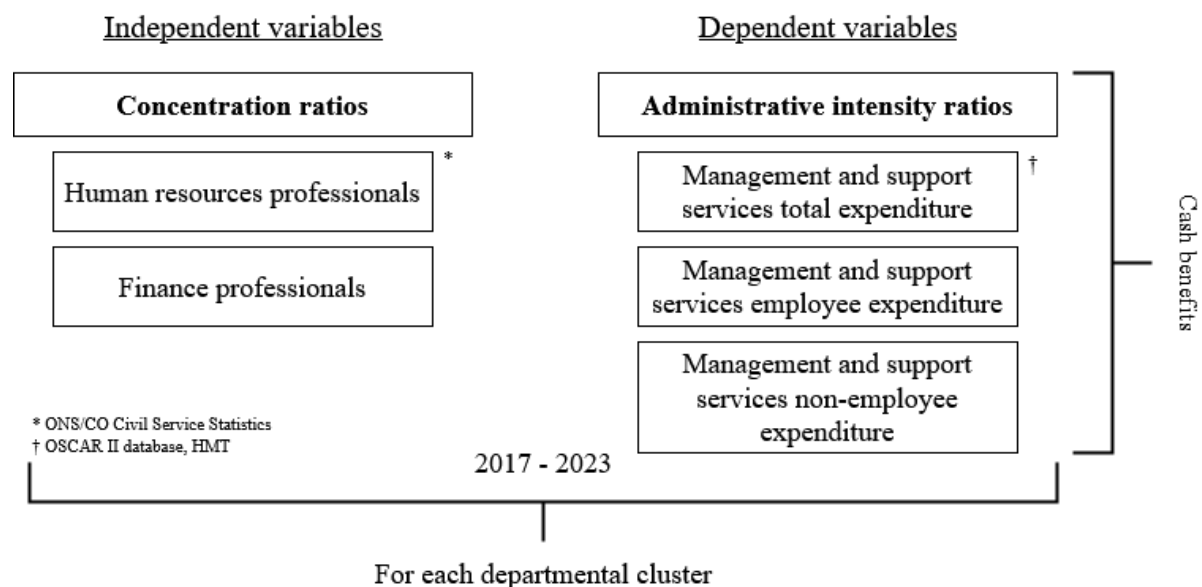 Independent variables
Dependent variables
Concentration ratios
Administrative intensity ratios
Human resources professionals
*
Management and support
services total expenditure
†
Finance professionals
Management and support
services employee expenditure
Management and support
services non-employee
expenditure
Cash benefits
* ONS/CO Civil Service Statistics
† OSCAR II database, HMT
2017 - 2023
For each departmental cluster